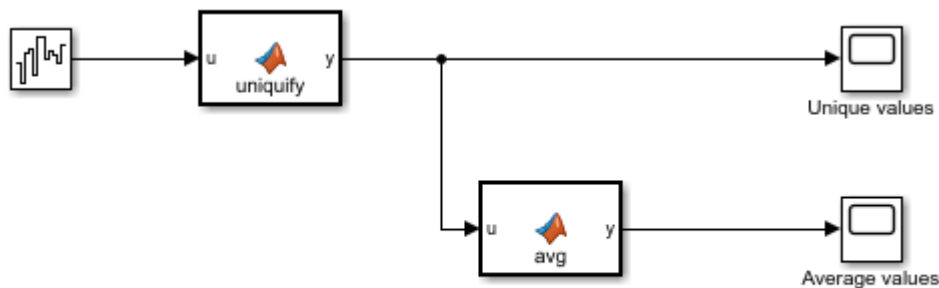 u
y
uniquify
Unique values
u
y
avg
Average values